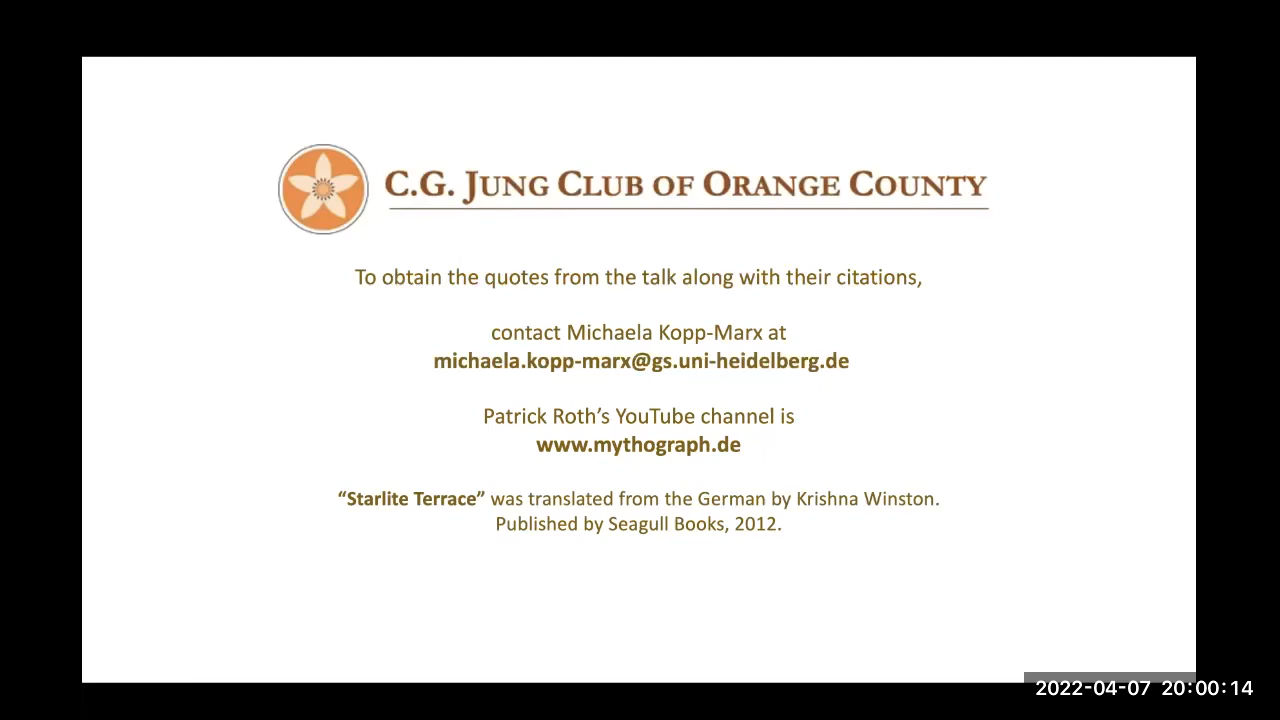 C.G. JUNG CLUB OF ORANGE COUNTY
To obtain the quotes from the talk along with their citations,
contact Michaela Kopp-Marx at
michaela.kopp-marx@gs.uni-heidelberg.de
Patrick Roth’s YouTube channel is
www.mythograph.de
“Starlite Terrace” was translated from the German by Krishna Winston.
Published by Seagull Books, 2012.
2022-04-07 20:00:14